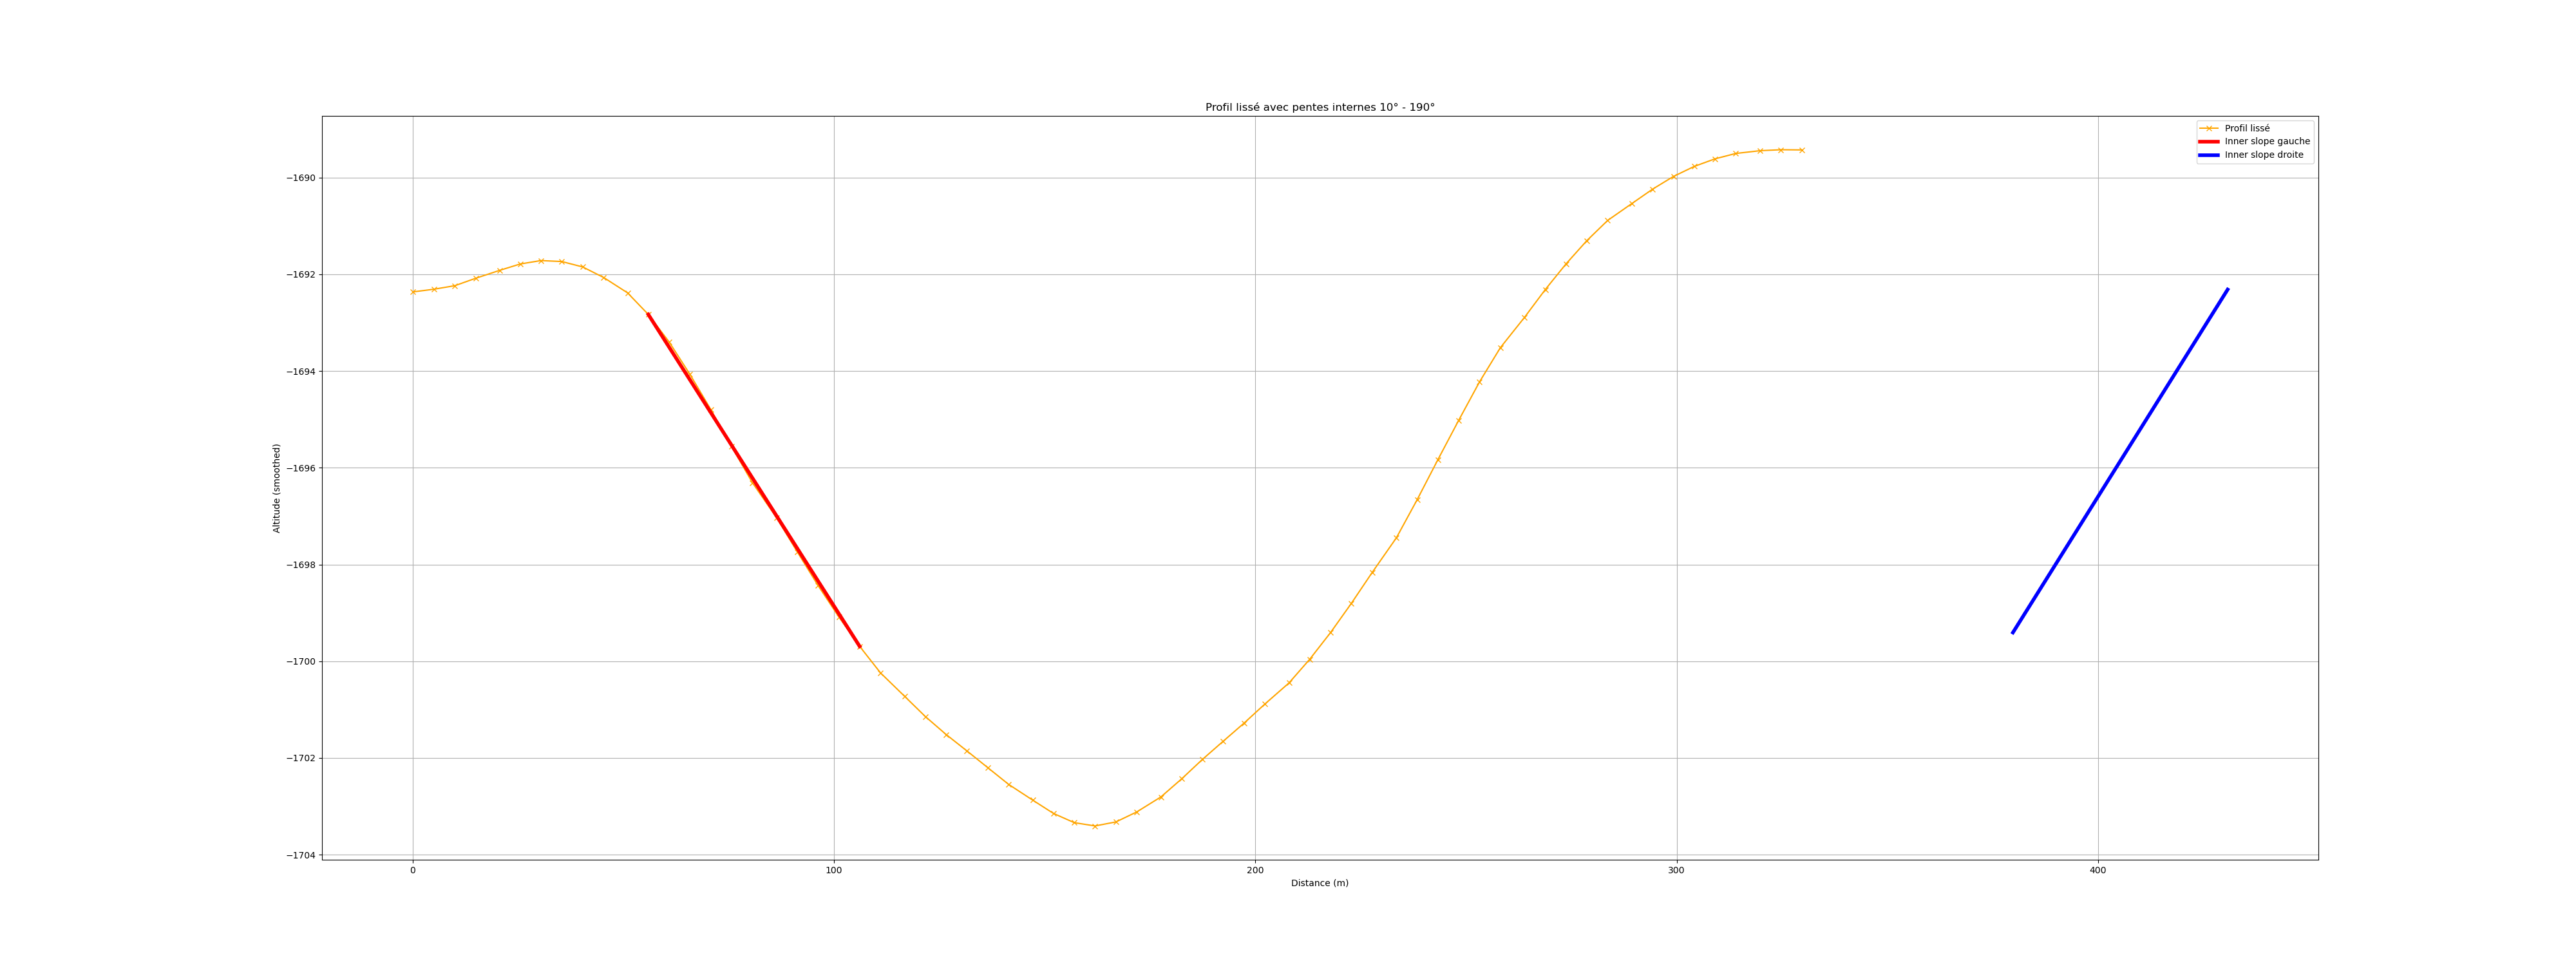 Profil lissé avec pentes internes 10° - 190°
Profil lissé
Inner slope gauche
Inner slope droite
−1690
−1692
−1694
−1696
−1698
−1700
−1702
−1704
Altitude (smoothed)
0
100
200
300
400
Distance (m)